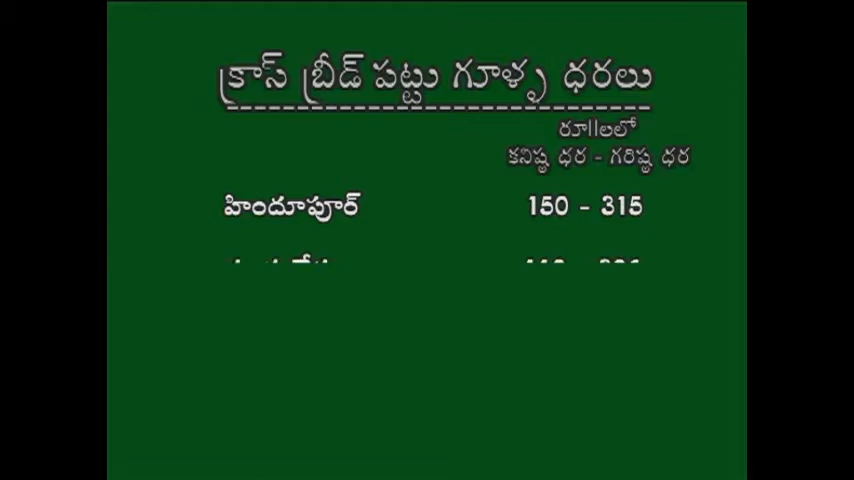 క్రాస్ బ్రీడ్ పట్టు గూళ్ళ ధరలు
రూ||లలో
కనిష్ఠ ధర - గరిష్ఠ ధర
హిందూపూర్ 150 - 315